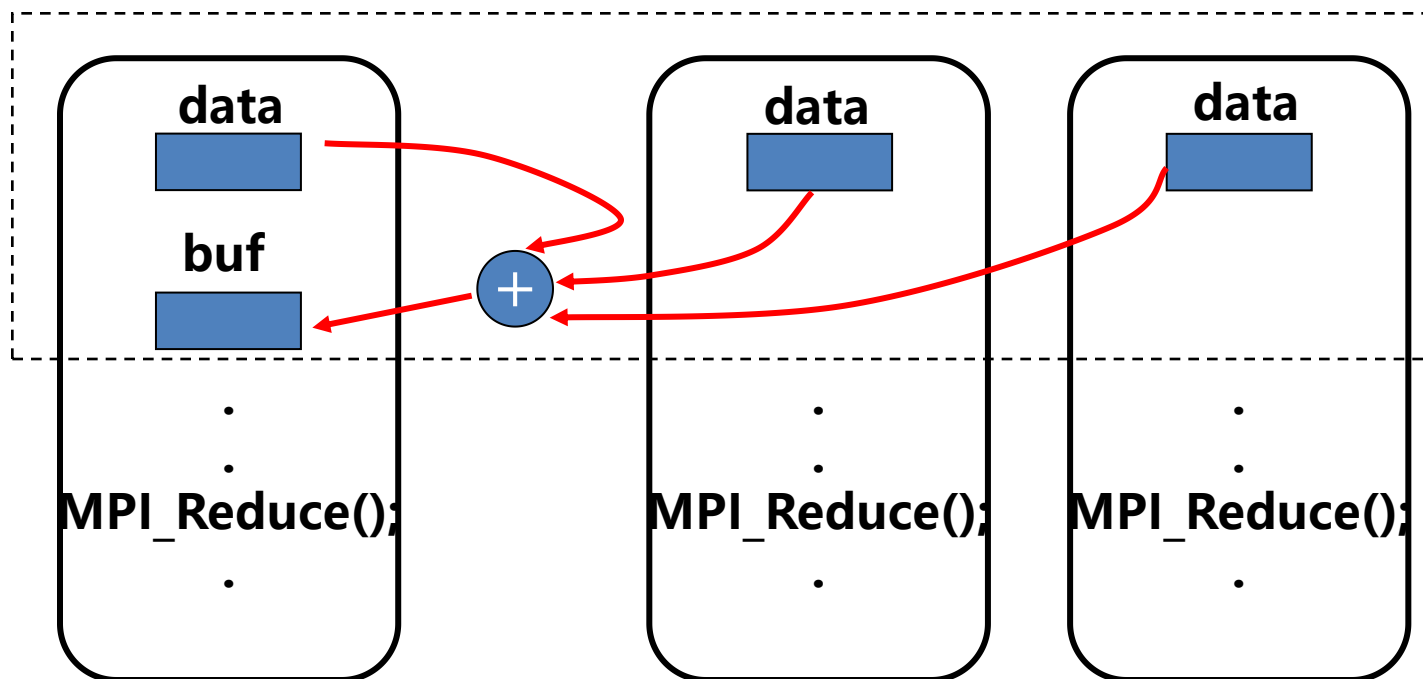 data
data
data
buf
+
.
.
.
.
.
.
MPI_Reduce();
MPI_Reduce();
MPI_Reduce();
.
.
.